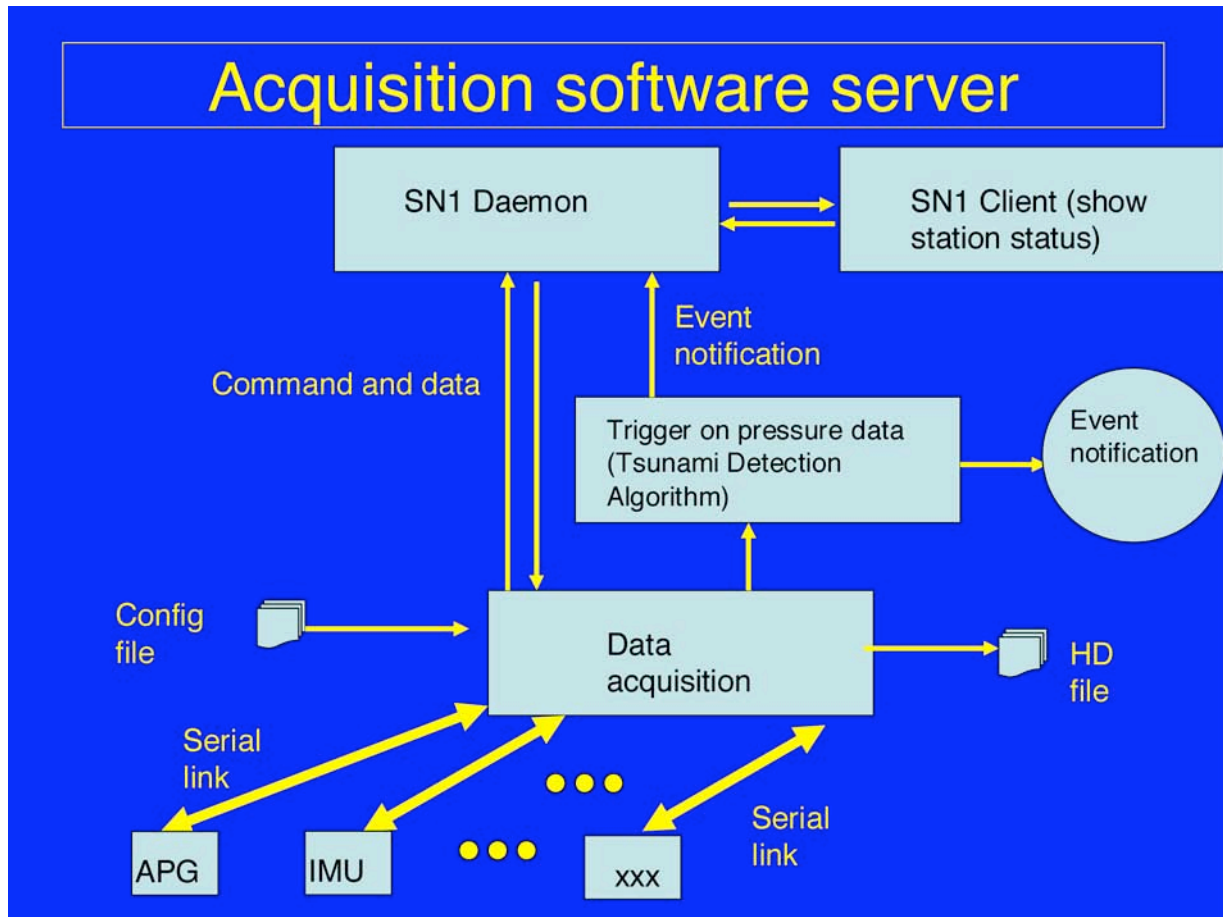 Acquisition software server
SN1 Daemon
SN1 Client (show
station status)
Event
notification
Command and data
Trigger on pressure data
(Tsunami Detection
Algorithm)
Event
notification
Config
file
Data
acquisition
HD
file
Serial
link
Serial
link
APG
IMU
xxx